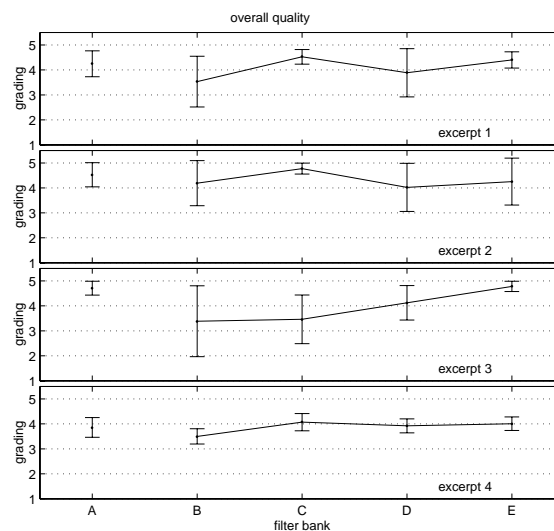 overall quality
5
4
3
2
1
grading
excerpt 1
5
4
3
2
1
grading
excerpt 2
5
4
3
2
1
grading
excerpt 3
5
4
3
2
1
grading
excerpt 4
A B C D E
filter bank